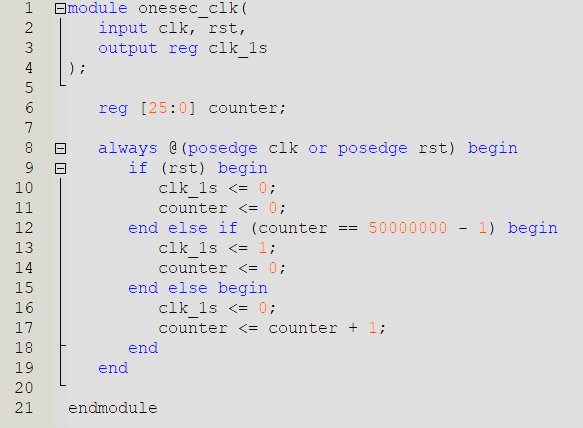 1 module onesec_clk(
2 input clk, rst,
3 output reg clk_1s
4 );
5
6 reg [25:0] counter;
7
8 always @(posedge clk or posedge rst) begin
9 if (rst) begin
10 clk_1s <= 0;
11 counter <= 0;
12 end else if (counter == 50000000 - 1) begin
13 clk_1s <= 1;
14 counter <= 0;
15 end else begin
16 clk_1s <= 0;
17 counter <= counter + 1;
18 end
19 end
20
21 endmodule